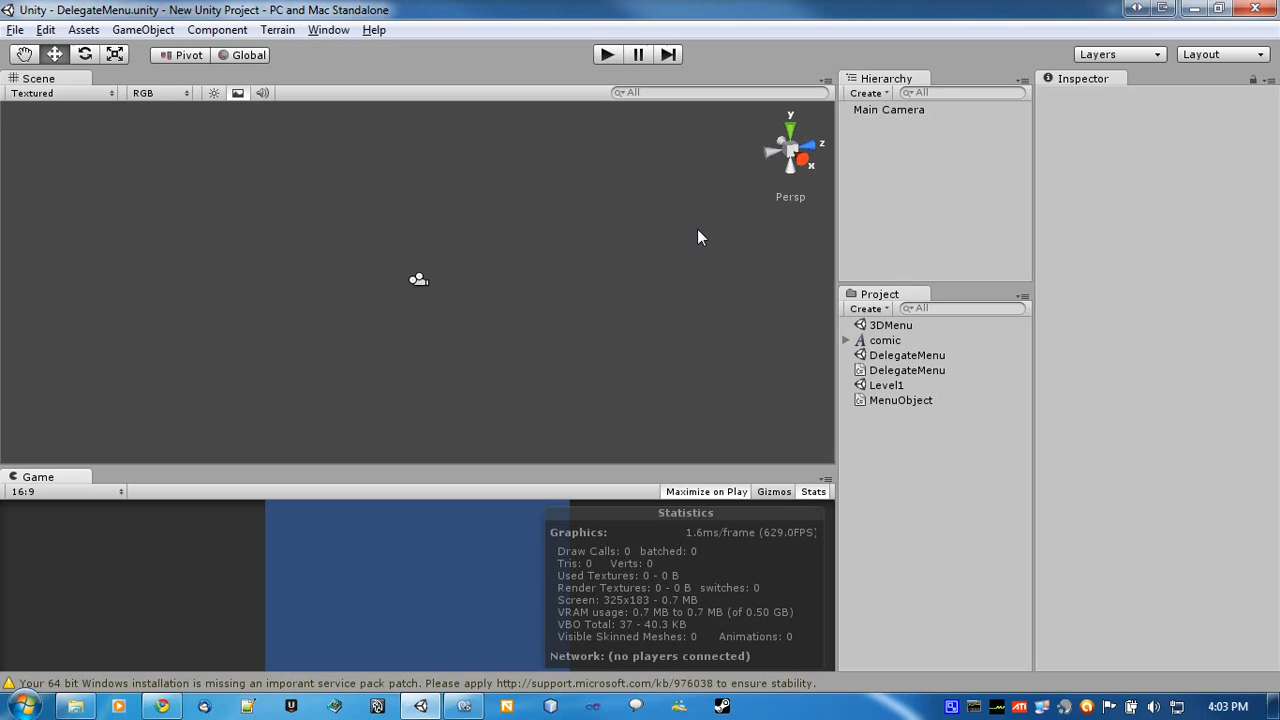 Unity - DelegateMenu.unity - New Unity Project - PC and Mac Standalone
File Edit Assets GameObject Component Terrain Window Help
Pivot Global Layers Layout
Scene
Textured RGB All
y
z
x
Persp
Hierarchy
Create All
Main Camera
Project
Create All
3DMenu
comic
DelegateMenu
DelegateMenu
Level1
MenuObject
Inspector
Game
16:9 Maximize on Play Gizmos Stats
Statistics
Graphics: 1.6ms/frame (629.0FPS)
Draw Calls: 0 batched: 0
Tris: 0 Verts: 0
Used Textures: 0 - 0 B
Render Textures: 0 - 0 B switches: 0
Screen: 325x183 - 0.7 MB
VRAM usage: 0.7 MB to 0.7 MB (of 0.50 GB)
VBO Total: 37 - 40.3 KB
Visible Skinned Meshes: 0 Animations: 0
Network: (no players connected)
Your 64 bit Windows installation is missing an imporant service pack patch. Please apply http://support.microsoft.com/kb/976038 to ensure stability.
4:03 PM